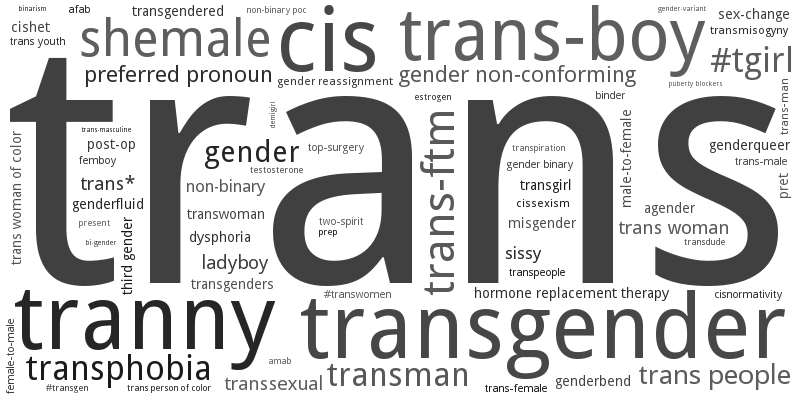 binarism
afab
transgendered
non-binary poc
cis
gender-variant
sex-change
cishet
shemale
trans-boy
transmisogyny
trans youth
#tgirl
preferred pronoun
gender reassignment
gender non-conforming
puberty blockers
trans
demigirl
estrogen
binder
trans-man
trans-masculine
post-op
femboy
gender
top-surgery
testosterone
trans-ftm
transpiration
gender binary
male-to-female
genderqueer
trans-male
trans woman of color
trans*
non-binary
transgirl
pret
genderfluid
cissexism
agender
present
transwoman
two-spirit
misgender
trans woman
third gender
dysphoria
prep
transdude
bi-gender
ladyboy
sissy
transpeople
transgenders
#transwomen
hormone replacement therapy
cisnormativity
tranny
transgender
female-to-male
transphobia
amab
transman
trans people
#transgen
trans person of color
transsexual
trans-female
genderbend